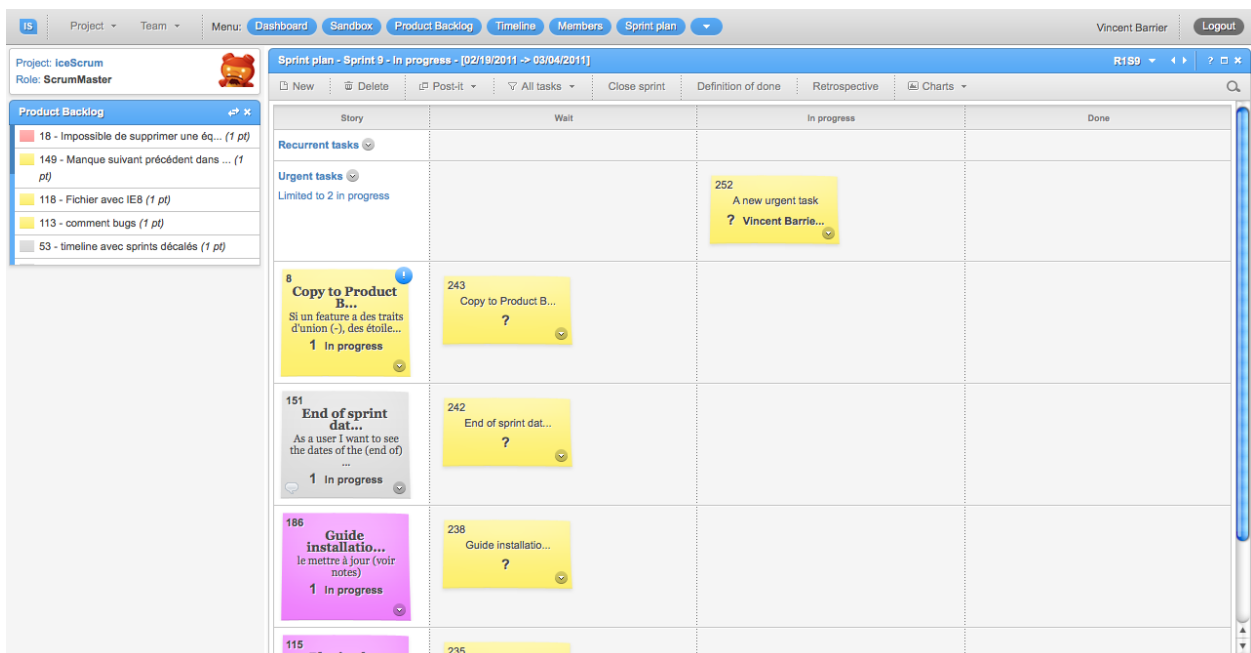 IS Project Team Menu: Dashboard Sandbox Product Backlog Timeline Members Sprint plan Vincent Barrier Logout
Project: iceScrum
Role: ScrumMaster
Product Backlog
18 - Impossible de supprimer une éq... (1 pt)
149 - Manque suivant précédent dans ... (1
pt)
118 - Fichier avec IE8 (1 pt)
113 - comment bugs (1 pt)
53 - timeline avec sprints décalés (1 pt)
Sprint plan - Sprint 9 - In progress - [02/19/2011 -> 03/04/2011] R1S9 ?
New Delete Post-it All tasks Close sprint Definition of done Retrospective Charts
Story Wait In progress Done
Recurrent tasks
Urgent tasks
Limited to 2 in progress
252
A new urgent task
? Vincent Barrie...
8
Copy to Product
B...
Si un feature a des traits
d'union (-), des étoile...
1 In progress
243
Copy to Product B...
?
151
End of sprint
dat...
As a user I want to see
the dates of the (end of)
...
1 In progress
242
End of sprint dat...
?
186
Guide
installatio...
le mettre à jour (voir
notes)
1 In progress
238
Guide installatio...
?
115
235